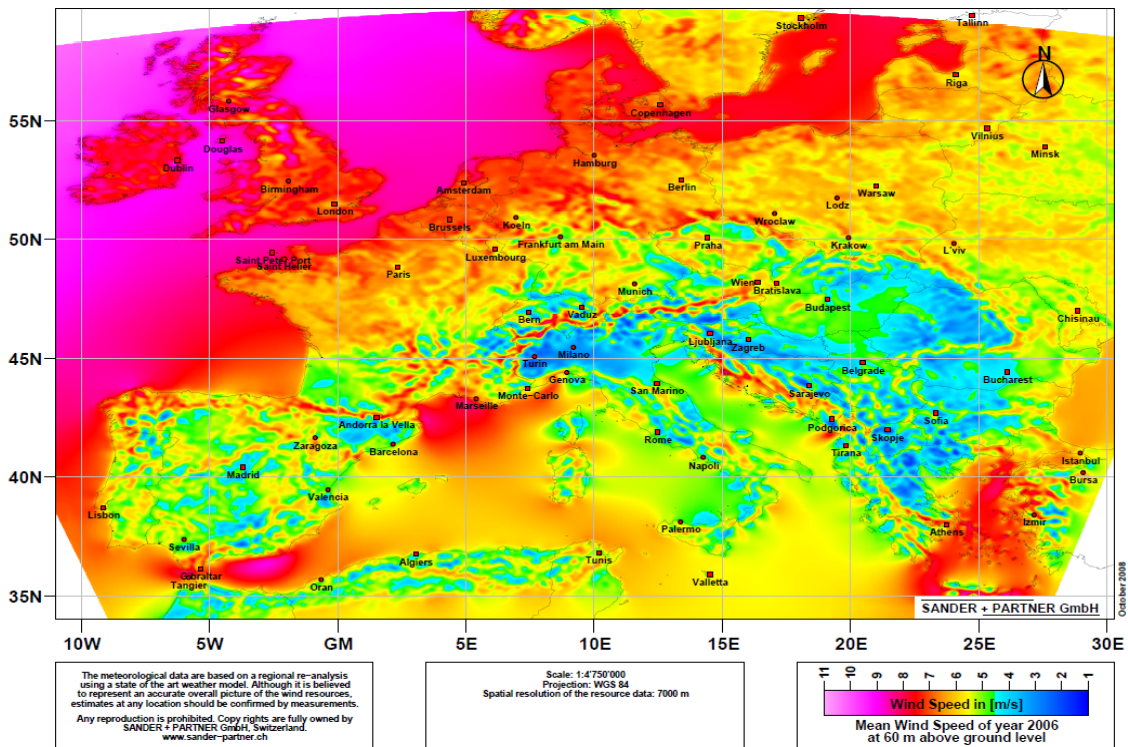 Stockholm
Tallinn
N
Riga
Glasgow
Copenhagen
55N
Vilnius
Douglas
Minsk
Dublin
Hamburg
Birmingham
Amsterdam
Berlin
Warsaw
London
Lodz
Brussels
Koeln
Wroclaw
50N
Frankfurt am Main
Praha
Krakow
L'viv
Saint Peter Port
Saint Helier
Luxembourg
Paris
Munich
Wien
Bratislava
Bern
Vaduz
Budapest
Chisinau
Ljubljana
Zagreb
45N
Turin
Milano
Belgrade
Genova
Bucharest
Monte-Carlo
San Marino
Sarajevo
Marseille
Andorra la Vella
Podgorica
Sofia
Zaragoza
Barcelona
Rome
Skopje
Tirana
Istanbul
40N
Madrid
Napoli
Bursa
Valencia
Lisbon
Palermo
Athens
Izmir
Sevilla
Gibraltar
Tangier
Algiers
Tunis
Oran
Valletta
35N
SANDER + PARTNER GmbH
October 2008
10W 5W GM 5E 10E 15E 20E 25E 30E
The meteorological data are based on a regional re-analysis
using a state of the art weather model. Although it is believed
to represent an accurate overall picture of the wind resources,
estimates at any location should be confirmed by measurements.
Any reproduction is prohibited. Copy rights are fully owned by
SANDER + PARTNER GmbH, Switzerland.
www.sander-partner.ch
Scale: 1:4'750'000
Projection: WGS 84
Spatial resolution of the resource data: 7000 m
11 10 9 8 7 6 5 4 3 2 1
Wind Speed in [m/s]
Mean Wind Speed of year 2006
at 60 m above ground level